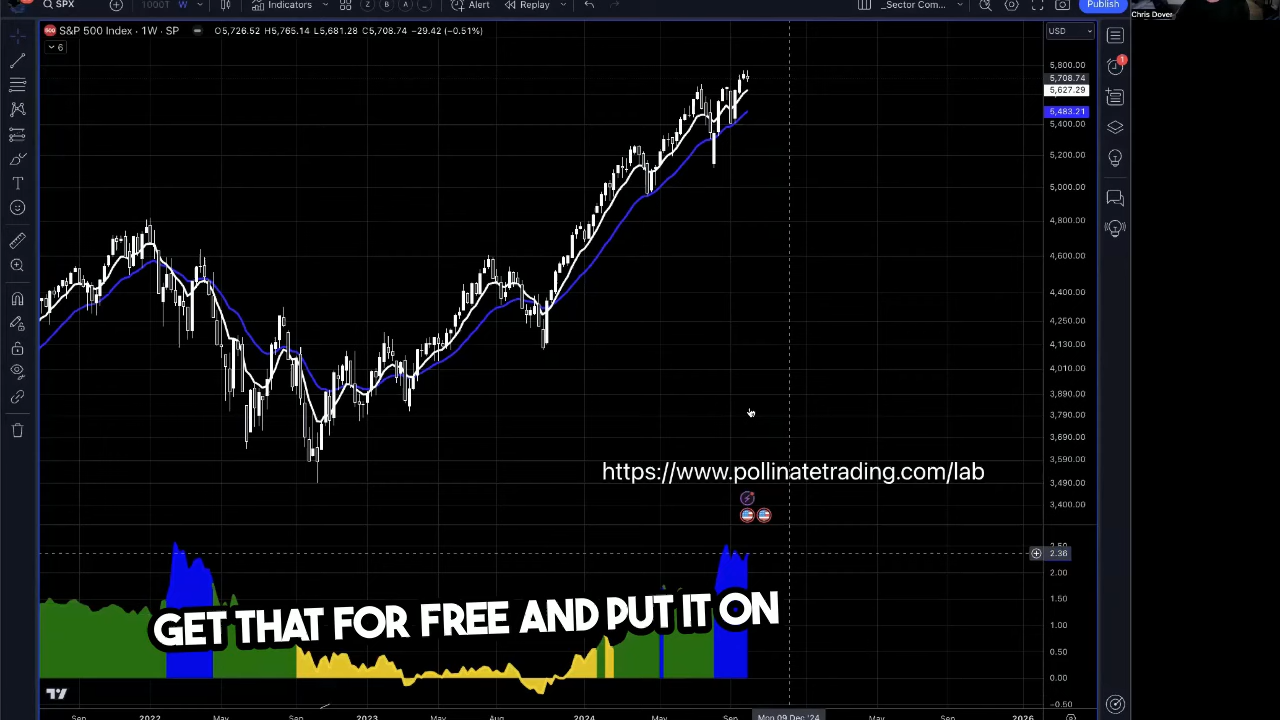 SPX
1000T
W
Indicators
Z
B
A
Alert
Replay
_Sector Com...
Publish
Chris Dover
S&P 500 Index · 1W · SP
O5,726.52 H5,765.14 L5,681.28 C5,708.74 −29.42 (−0.51%)
6
USD
1
5,800.00
5,708.74
5,627.29
5,483.21
5,400.00
5,200.00
5,000.00
4,800.00
4,600.00
4,400.00
4,250.00
4,130.00
4,010.00
3,890.00
3,790.00
3,690.00
3,590.00
3,490.00
3,400.00
https://www.pollinatetrading.com/lab
2.50
2.36
2.00
1.50
1.00
0.50
0.00
−0.50
GET THAT FOR FREE AND PUT IT ON
Sep 2022 May Sep 2023 May Aug 2024 May Sep Mon 09 Dec '24 May Sep 2026